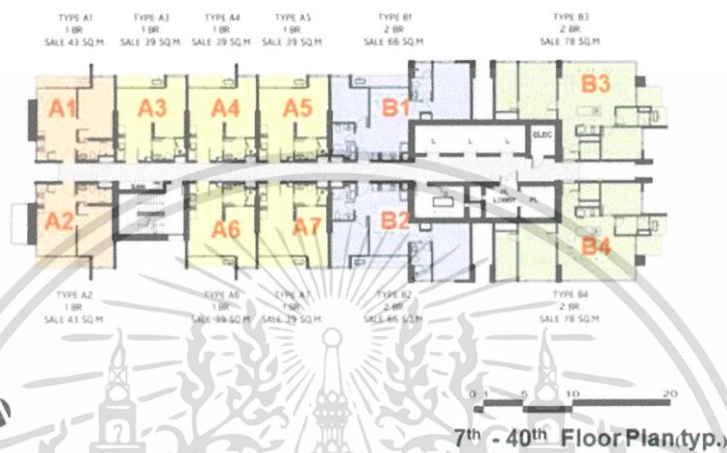 TYPE A1
1 BR
SALE 43 SQ.M.
TYPE A3
1 BR
SALE 39 SQ.M.
TYPE A4
1 BR
SALE 39 SQ.M.
TYPE A5
1 BR
SALE 39 SQ.M.
TYPE B1
2 BR
SALE 66 SQ.M
TYPE B3
2 BR
SALE 78 SQ.M
A1
A3
A4
A5
B1
B3
ELEC
A2
A6
A7
B2
LOBBY
B4
TYPE A2
1 BR
SALE 43 SQ.M
TYPE A6
1 BR
SALE 39 SQ.M
TYPE A7
1 BR
SALE 39 SQ.M
TYPE B2
2 BR
SALE 66 SQ.M
TYPE B4
2 BR
SALE 78 SQ.M
0 1 5 10 20
7th - 40th Floor Plan(typ.)